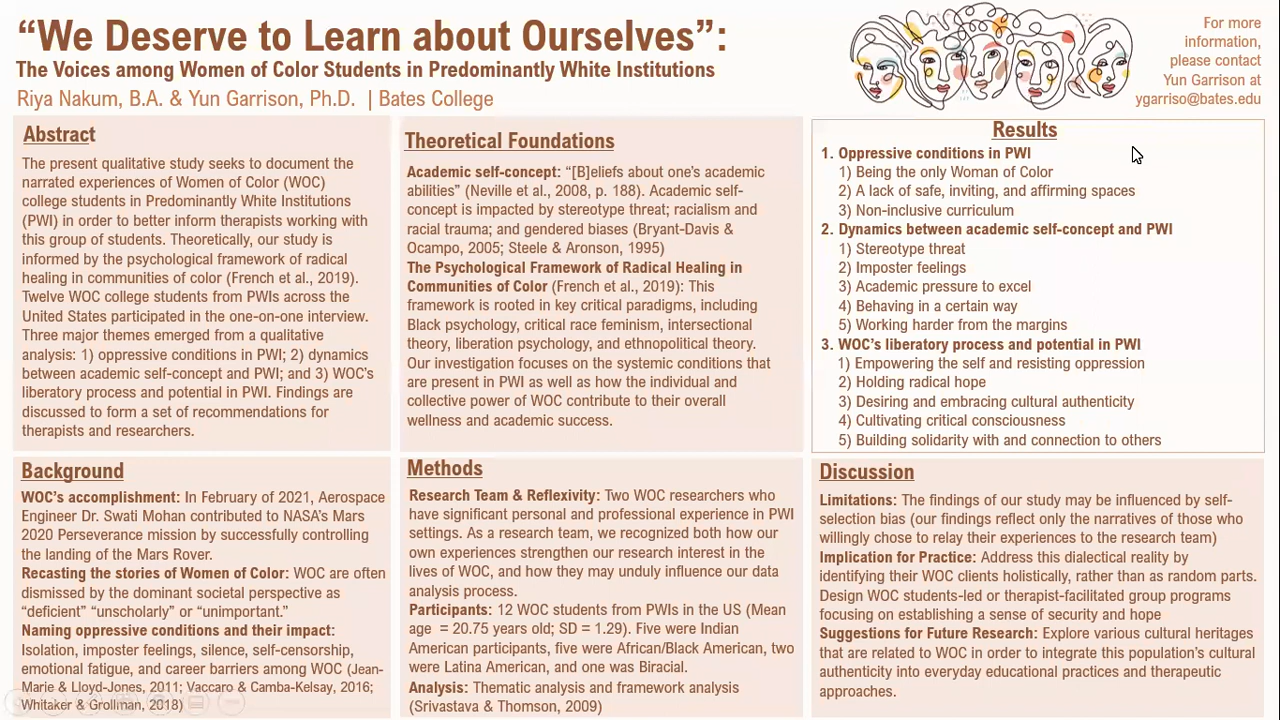 “We Deserve to Learn about Ourselves”:
The Voices among Women of Color Students in Predominantly White Institutions
Riya Nakum, B.A. & Yun Garrison, Ph.D. | Bates College
For more
information,
please contact
Yun Garrison at
ygarriso@bates.edu
Abstract
The present qualitative study seeks to document the
narrated experiences of Women of Color (WOC)
college students in Predominantly White Institutions
(PWI) in order to better inform therapists working with
this group of students. Theoretically, our study is
informed by the psychological framework of radical
healing in communities of color (French et al., 2019).
Twelve WOC college students from PWIs across the
United States participated in the one-on-one interview.
Three major themes emerged from a qualitative
analysis: 1) oppressive conditions in PWI; 2) dynamics
between academic self-concept and PWI; and 3) WOC’s
liberatory process and potential in PWI. Findings are
discussed to form a set of recommendations for
therapists and researchers.
Background
WOC’s accomplishment: In February of 2021, Aerospace
Engineer Dr. Swati Mohan contributed to NASA’s Mars
2020 Perseverance mission by successfully controlling
the landing of the Mars Rover.
Recasting the stories of Women of Color: WOC are often
dismissed by the dominant societal perspective as
“deficient” “unscholarly” or “unimportant.”
Naming oppressive conditions and their impact:
Isolation, imposter feelings, silence, self-censorship,
emotional fatigue, and career barriers among WOC (Jean-
Marie & Lloyd-Jones, 2011; Vaccaro & Camba-Kelsay, 2016;
Whitaker & Grollman, 2018)
Theoretical Foundations
Academic self-concept: “[B]eliefs about one’s academic
abilities” (Neville et al., 2008, p. 188). Academic self-
concept is impacted by stereotype threat; racialism and
racial trauma; and gendered biases (Bryant-Davis &
Ocampo, 2005; Steele & Aronson, 1995)
The Psychological Framework of Radical Healing in
Communities of Color (French et al., 2019): This
framework is rooted in key critical paradigms, including
Black psychology, critical race feminism, intersectional
theory, liberation psychology, and ethnopolitical theory.
Our investigation focuses on the systemic conditions that
are present in PWI as well as how the individual and
collective power of WOC contribute to their overall
wellness and academic success.
Methods
Research Team & Reflexivity: Two WOC researchers who
have significant personal and professional experience in PWI
settings. As a research team, we recognized both how our
own experiences strengthen our research interest in the
lives of WOC, and how they may unduly influence our data
analysis process.
Participants: 12 WOC students from PWIs in the US (Mean
age = 20.75 years old; SD = 1.29). Five were Indian
American participants, five were African/Black American, two
were Latina American, and one was Biracial.
Analysis: Thematic analysis and framework analysis
(Srivastava & Thomson, 2009)
Results
1. Oppressive conditions in PWI
1) Being the only Woman of Color
2) A lack of safe, inviting, and affirming spaces
3) Non-inclusive curriculum
2. Dynamics between academic self-concept and PWI
1) Stereotype threat
2) Imposter feelings
3) Academic pressure to excel
4) Behaving in a certain way
5) Working harder from the margins
3. WOC’s liberatory process and potential in PWI
1) Empowering the self and resisting oppression
2) Holding radical hope
3) Desiring and embracing cultural authenticity
4) Cultivating critical consciousness
5) Building solidarity with and connection to others
Discussion
Limitations: The findings of our study may be influenced by self-
selection bias (our findings reflect only the narratives of those who
willingly chose to relay their experiences to the research team)
Implication for Practice: Address this dialectical reality by
identifying their WOC clients holistically, rather than as random parts.
Design WOC students-led or therapist-facilitated group programs
focusing on establishing a sense of security and hope
Suggestions for Future Research: Explore various cultural heritages
that are related to WOC in order to integrate this population’s cultural
authenticity into everyday educational practices and therapeutic
approaches.